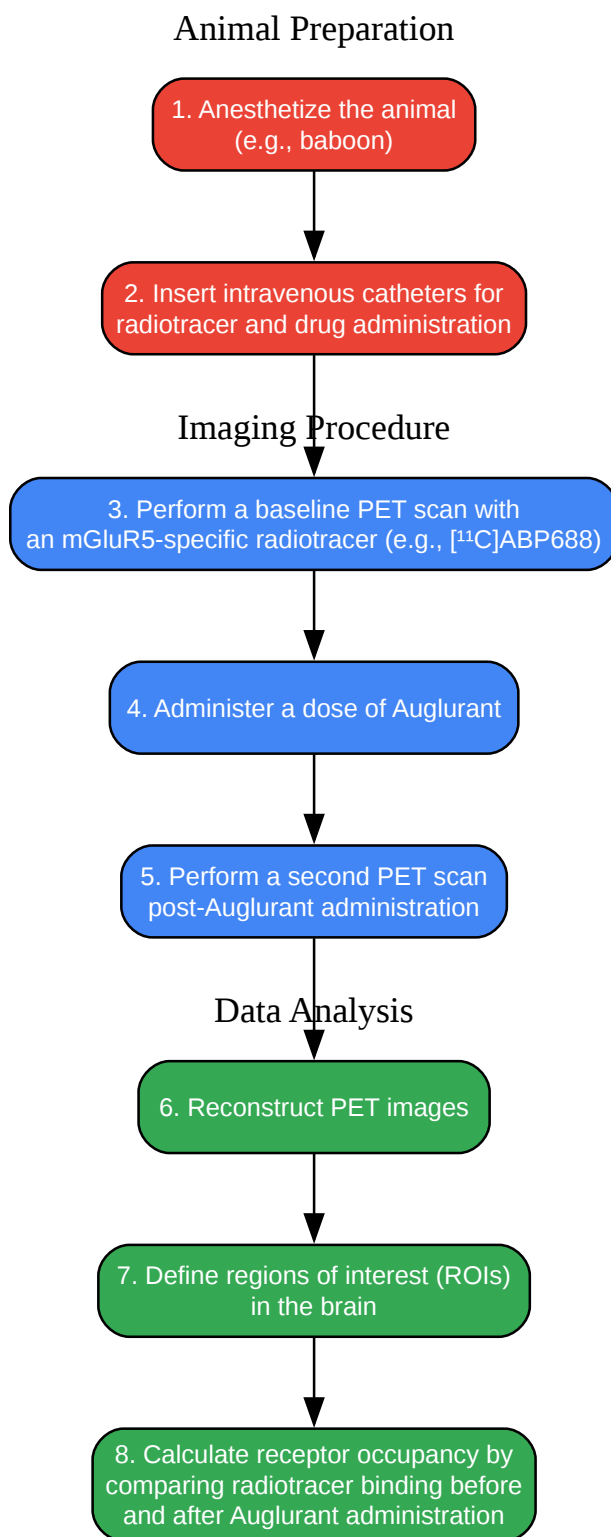 Animal Preparation
1. Anesthetize the animal
(e.g., baboon)
2. Insert intravenous catheters for
radiotracer and drug administration
Imaging Procedure
3. Perform a baseline PET scan with
an mGluR5-specific radiotracer (e.g., [¹¹C]ABP688)
4. Administer a dose of Auglurant
5. Perform a second PET scan
post-Auglurant administration
Data Analysis
6. Reconstruct PET images
7. Define regions of interest (ROIs)
in the brain
8. Calculate receptor occupancy by
comparing radiotracer binding before
and after Auglurant administration